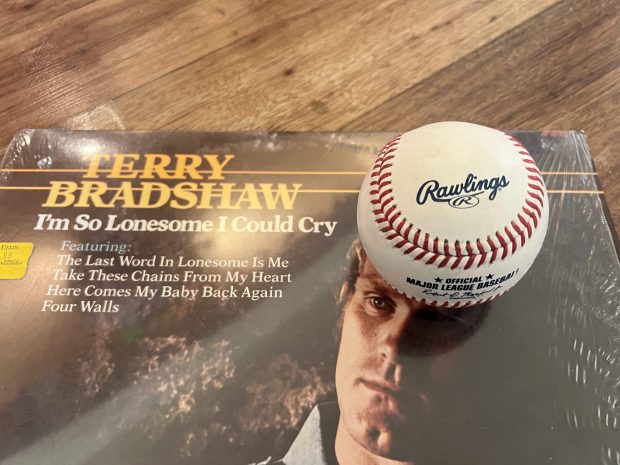 TERRY
BRADSHAW
I'm So Lonesome I Could Cry
Featuring:
The Last Word In Lonesome Is Me
Take These Chains From My Heart
Here Comes My Baby Back Again
Four Walls
Rawlings
R
OFFICIAL
MAJOR LEAGUE BASEBALL